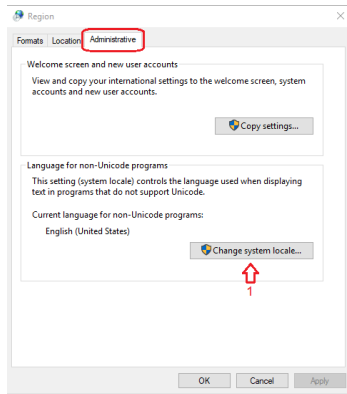 Region
Formats Location Administrative
Welcome screen and new user accounts
View and copy your international settings to the welcome screen, system
accounts and new user accounts.
Copy settings...
Language for non-Unicode programs
This setting (system locale) controls the language used when displaying
text in programs that do not support Unicode.
Current language for non-Unicode programs:
English (United States)
Change system locale...
1
OK Cancel Apply